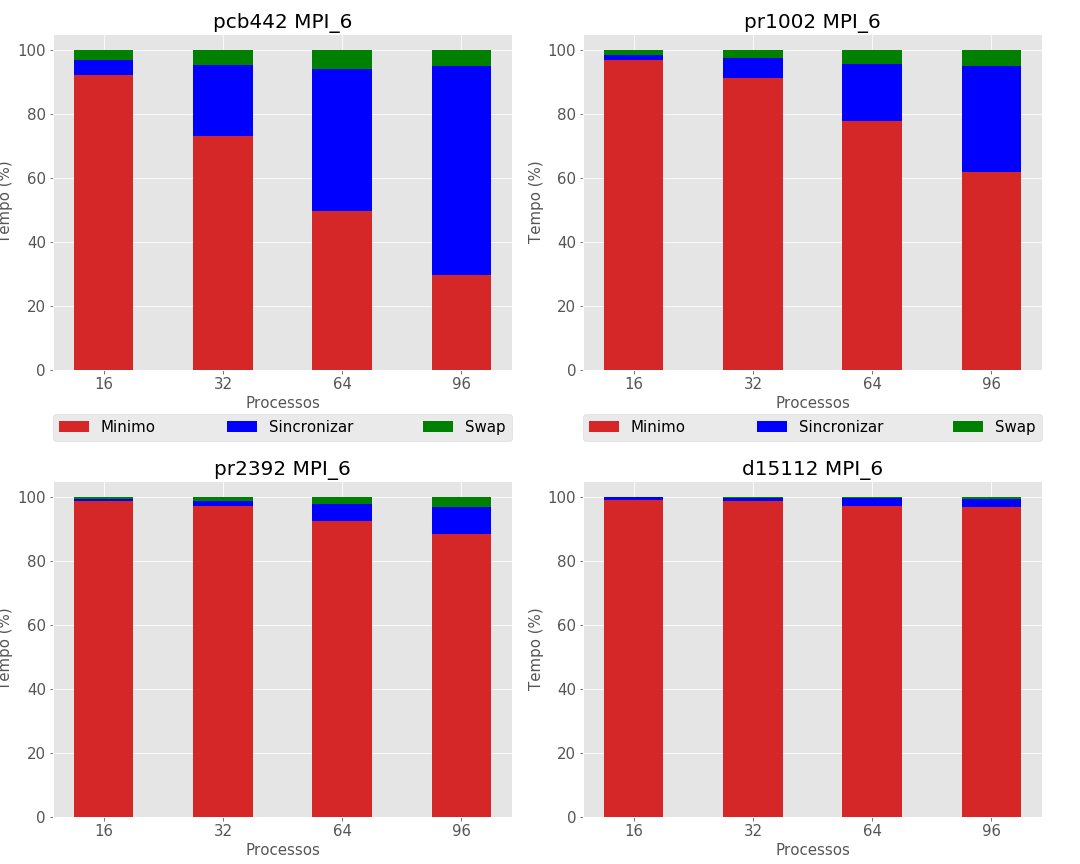 pcb442 MPI_6
100
80
60
40
20
0
Tempo (%)
16 32 64 96
Processos
Minimo Sincronizar Swap
pr1002 MPI_6
100
80
60
40
20
0
Tempo (%)
16 32 64 96
Processos
Minimo Sincronizar Swap
pr2392 MPI_6
100
80
60
40
20
0
Tempo (%)
16 32 64 96
Processos
d15112 MPI_6
100
80
60
40
20
0
Tempo (%)
16 32 64 96
Processos